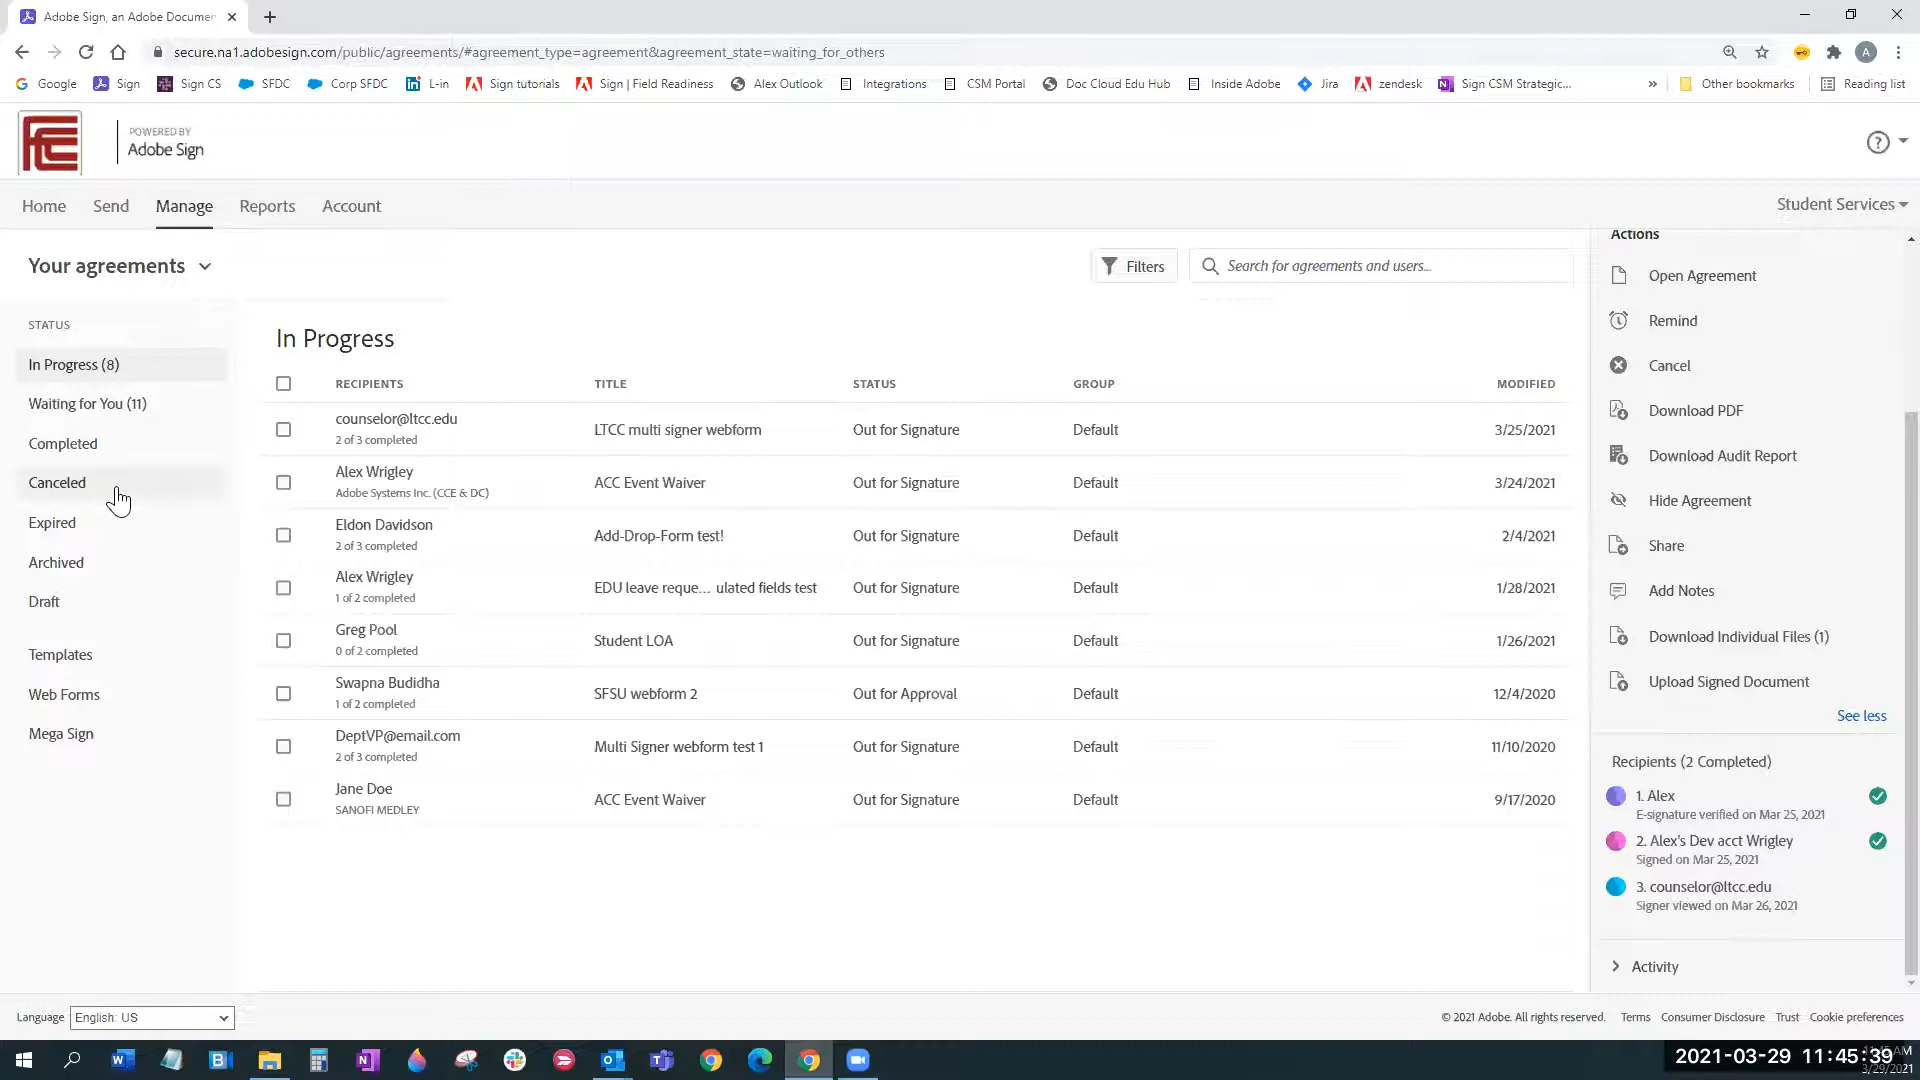 Adobe Sign, an Adobe Documen
secure.na1.adobesign.com/public/agreements/#agreement_type=agreement&agreement_state=waiting_for_others
A
Google Sign Sign CS SFDC Corp SFDC L-in Sign tutorials Sign | Field Readiness Alex Outlook Integrations CSM Portal Doc Cloud Edu Hub Inside Adobe Jira zendesk Sign CSM Strategic... » Other bookmarks Reading list
POWERED BY
Adobe Sign
Home Send Manage Reports Account Student Services
Your agreements
Filters
Search for agreements and users...
STATUS
In Progress (8)
Waiting for You (11)
Completed
Canceled
Expired
Archived
Draft
Templates
Web Forms
Mega Sign
In Progress
RECIPIENTS TITLE STATUS GROUP MODIFIED
counselor@ltcc.edu
2 of 3 completed
LTCC multi signer webform Out for Signature Default 3/25/2021
Alex Wrigley
Adobe Systems Inc. (CCE & DC)
ACC Event Waiver Out for Signature Default 3/24/2021
Eldon Davidson
2 of 3 completed
Add-Drop-Form test! Out for Signature Default 2/4/2021
Alex Wrigley
1 of 2 completed
EDU leave reque... ulated fields test Out for Signature Default 1/28/2021
Greg Pool
0 of 2 completed
Student LOA Out for Signature Default 1/26/2021
Swapna Budidha
1 of 2 completed
SFSU webform 2 Out for Approval Default 12/4/2020
DeptVP@email.com
2 of 3 completed
Multi Signer webform test 1 Out for Signature Default 11/10/2020
Jane Doe
SANOFI MEDLEY
ACC Event Waiver Out for Signature Default 9/17/2020
Actions
Open Agreement
Remind
Cancel
Download PDF
Download Audit Report
Hide Agreement
Share
Add Notes
Download Individual Files (1)
Upload Signed Document
See less
Recipients (2 Completed)
1. Alex
E-signature verified on Mar 25, 2021
2. Alex's Dev acct Wrigley
Signed on Mar 25, 2021
3. counselor@ltcc.edu
Signer viewed on Mar 26, 2021
Activity
Language English: US
© 2021 Adobe. All rights reserved. Terms Consumer Disclosure Trust Cookie preferences
2021-03-29 11:45:39
3/29/2021